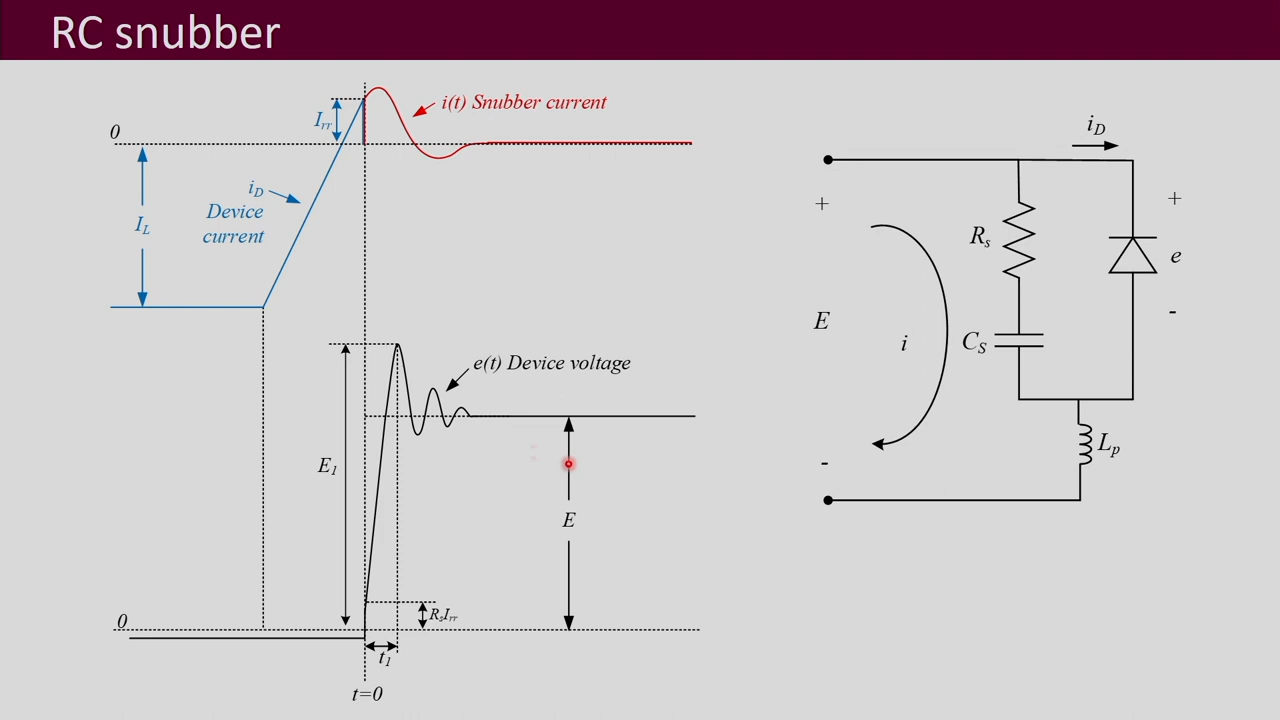 RC snubber
i(t) Snubber current
I_rr
0
i_D
Device
current
I_L
e(t) Device voltage
E_1
E
R_sI_rr
0
t_1
t=0
i_D
+
+
R_s
e
E
i
C_S
-
-
L_p